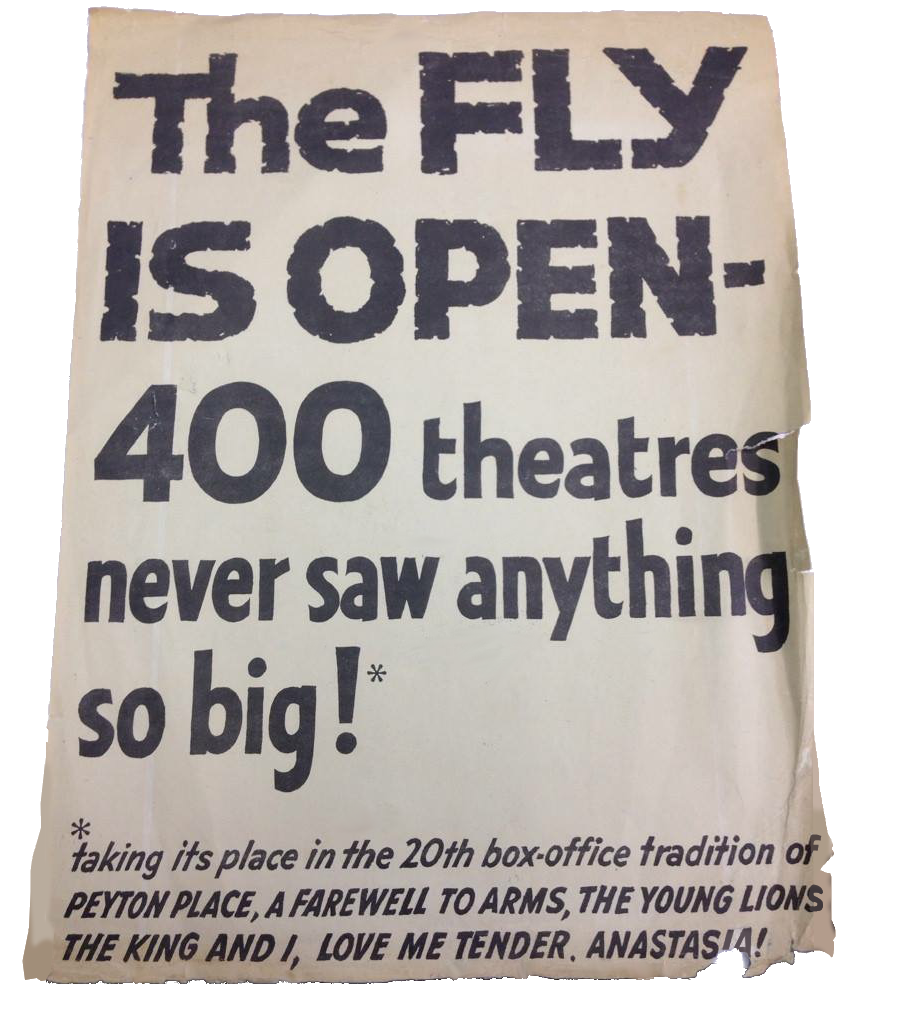 The FLY
IS OPEN-
400 theatres
never saw anything
so big!*
*
taking its place in the 20th box-office tradition of
PEYTON PLACE, A FAREWELL TO ARMS, THE YOUNG LIONS
THE KING AND I, LOVE ME TENDER. ANASTASIA!